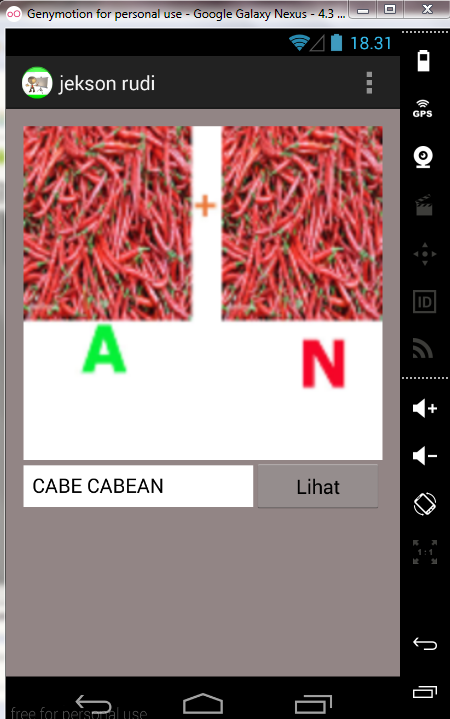 Genymotion for personal use - Google Galaxy Nexus - 4.3 ...
18.31
jekson rudi
GPS
+
A N
ID
CABE CABEAN
Lihat
1:1
free for personal use